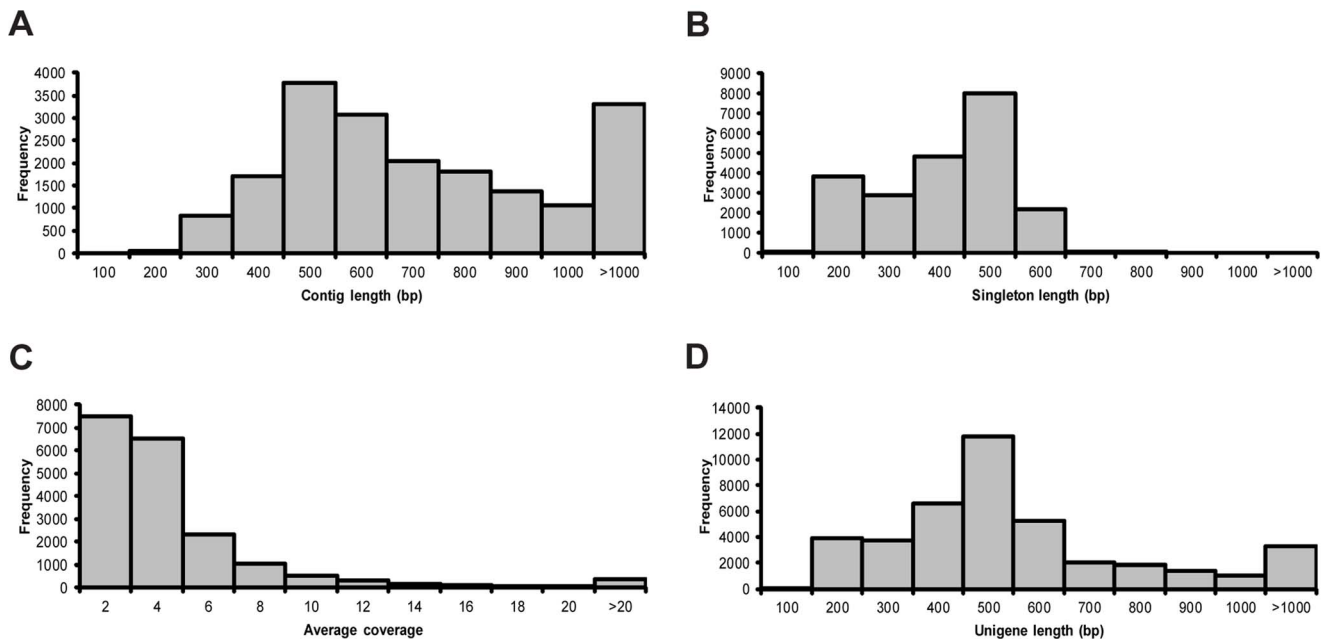 A
Frequency
4000
3500
3000
2500
2000
1500
1000
500
0
100 200 300 400 500 600 700 800 900 1000 >1000
Contig length (bp)
B
Frequency
9000
8000
7000
6000
5000
4000
3000
2000
1000
0
100 200 300 400 500 600 700 800 900 1000 >1000
Singleton length (bp)
C
Frequency
8000
7000
6000
5000
4000
3000
2000
1000
0
2 4 6 8 10 12 14 16 18 20 >20
Average coverage
D
Frequency
14000
12000
10000
8000
6000
4000
2000
0
100 200 300 400 500 600 700 800 900 1000 >1000
Unigene length (bp)